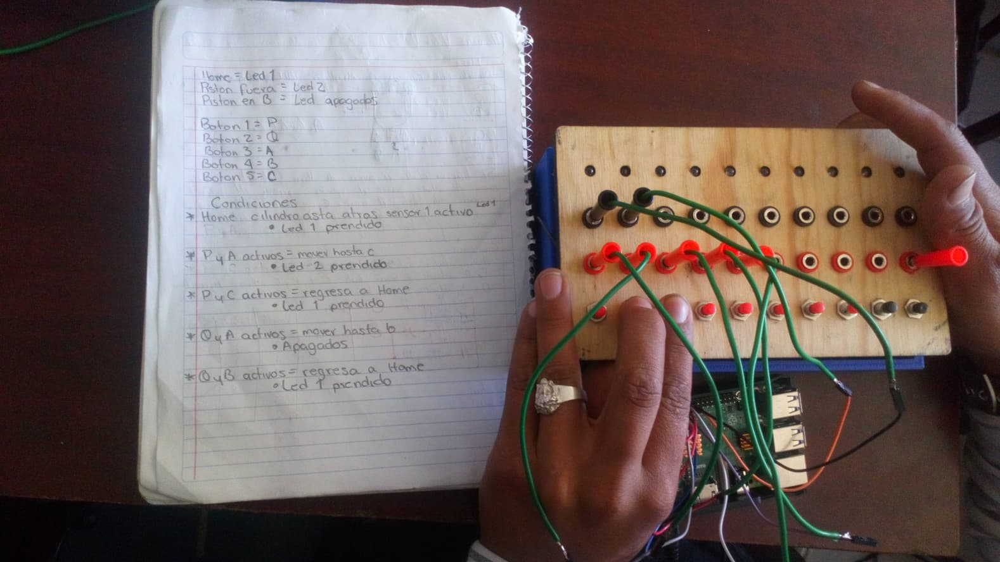 Home = Led 1
Piston fuera = Led 2
Piston en B = Led apagados
Boton 1 = P
Boton 2 = Q
Boton 3 = A
Boton 4 = B
Boton 5 = C
Condiciones
* Home cilindro asta atras sensor 1 activo Led 1
• Led 1 prendido
* P y A activos = mover hasta c
• Led 2 prendido
* P y C activos = regresa a Home
• Led 1 prendido
* Q y A activos = mover hasta b
• Apagados
* Q y B activos = regresa a Home
• Led 1 prendido